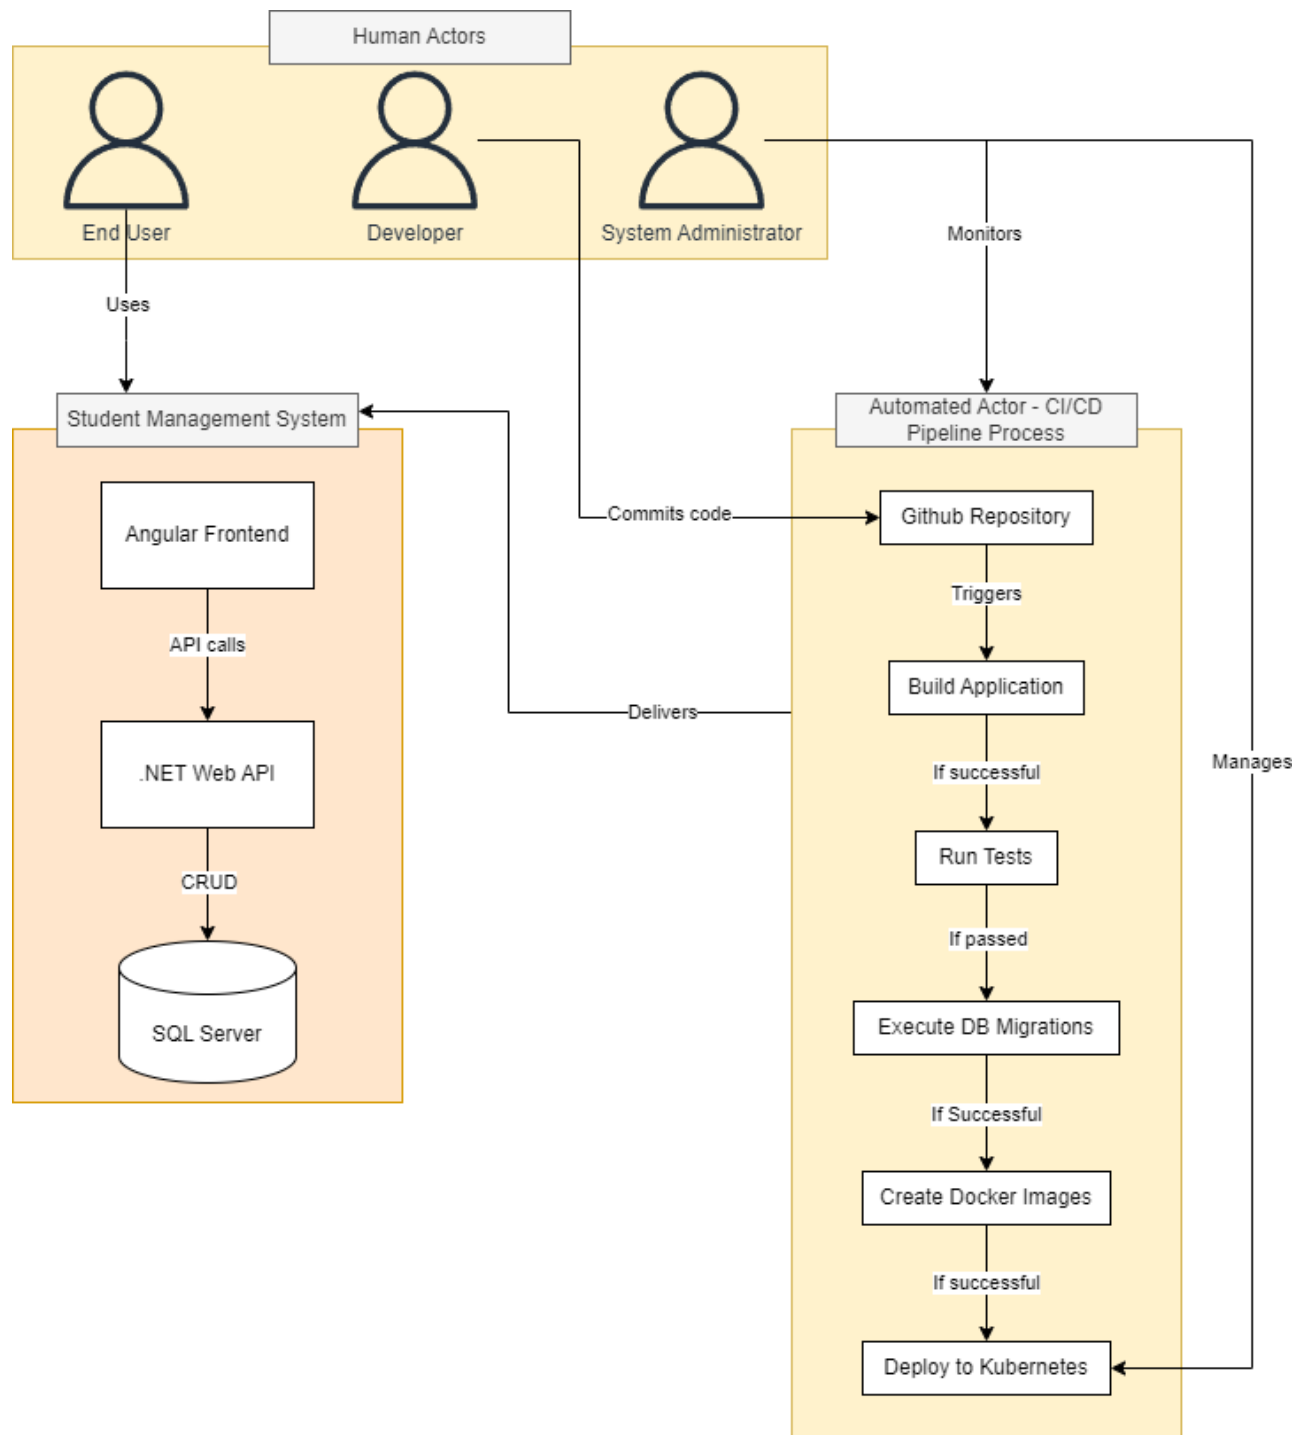 Human Actors
End User
Developer
System Administrator
Monitors
Uses
Student Management System
Automated Actor - CI/CD
Pipeline Process
Angular Frontend
Commits code
Github Repository
Triggers
API calls
Build Application
Delivers
.NET Web API
If successful
Manages
Run Tests
CRUD
If passed
SQL Server
Execute DB Migrations
If Successful
Create Docker Images
If successful
Deploy to Kubernetes